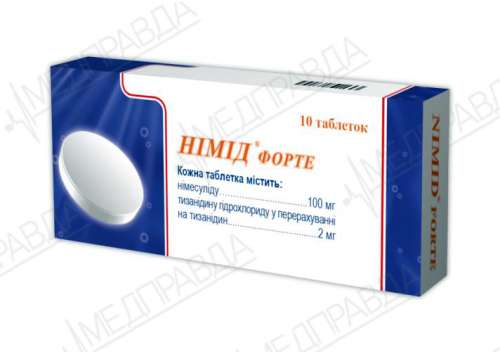 10 таблеток
НІМІД® ФОРТЕ
Кожна таблетка містить:
німесуліду..................................100 мг
тизанідину гідрохлориду у перерахуванні
на тизанідин..............................2 мг
NIMID® FORTE
МЕДПРАВДА